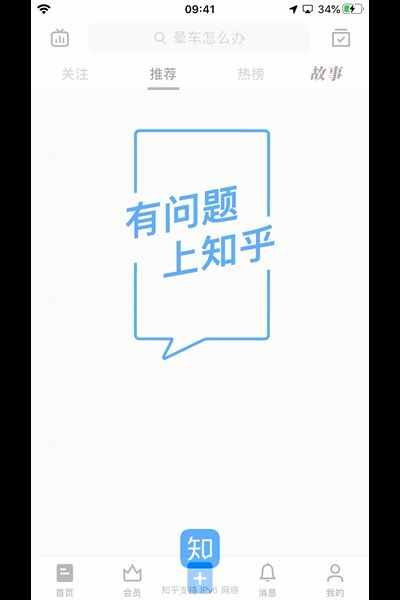 09:41
34%
晕车怎么办
关注
推荐
热榜
故事
有问题
上知乎
知
知乎支持 IPv6 网络
首页
会员
消息
我的